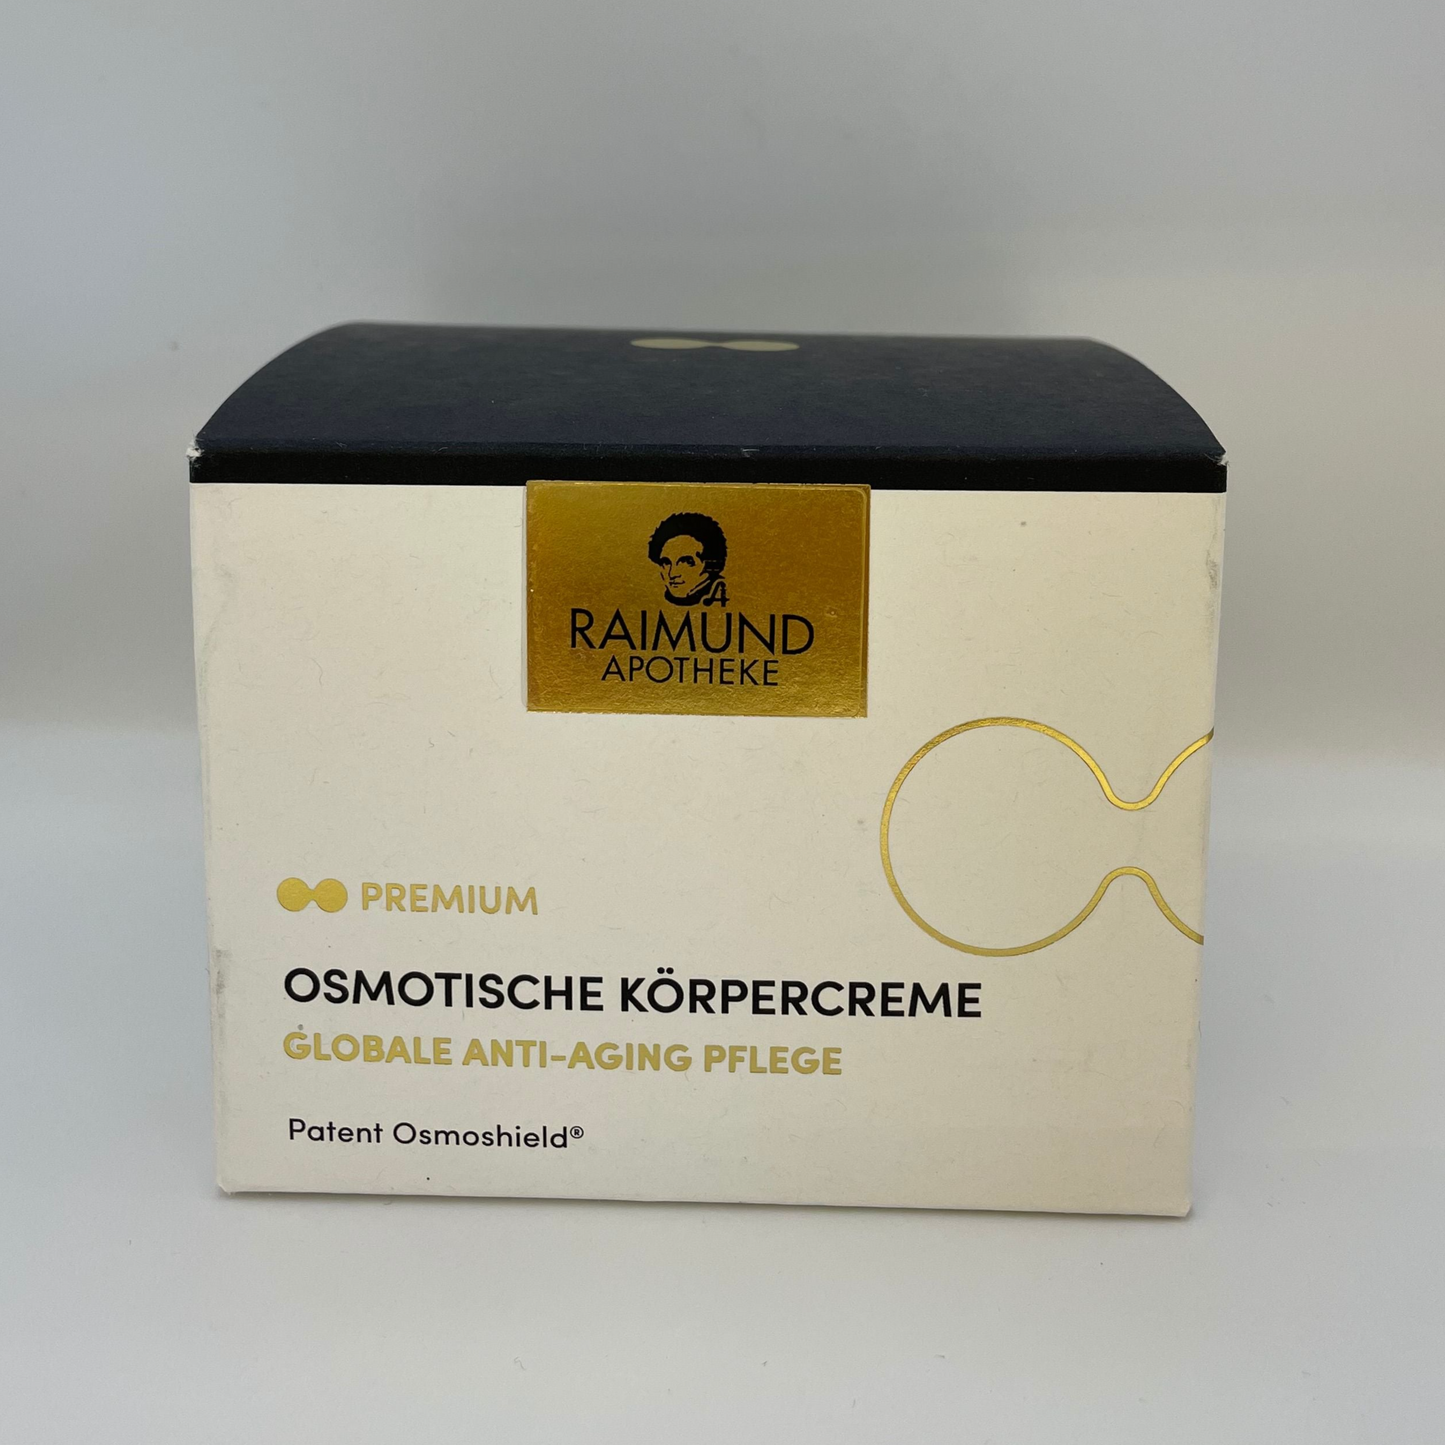 RAIMUND
APOTHEKE
PREMIUM
OSMOTISCHE KÖRPERCREME
GLOBALE ANTI-AGING PFLEGE
Patent Osmoshield®